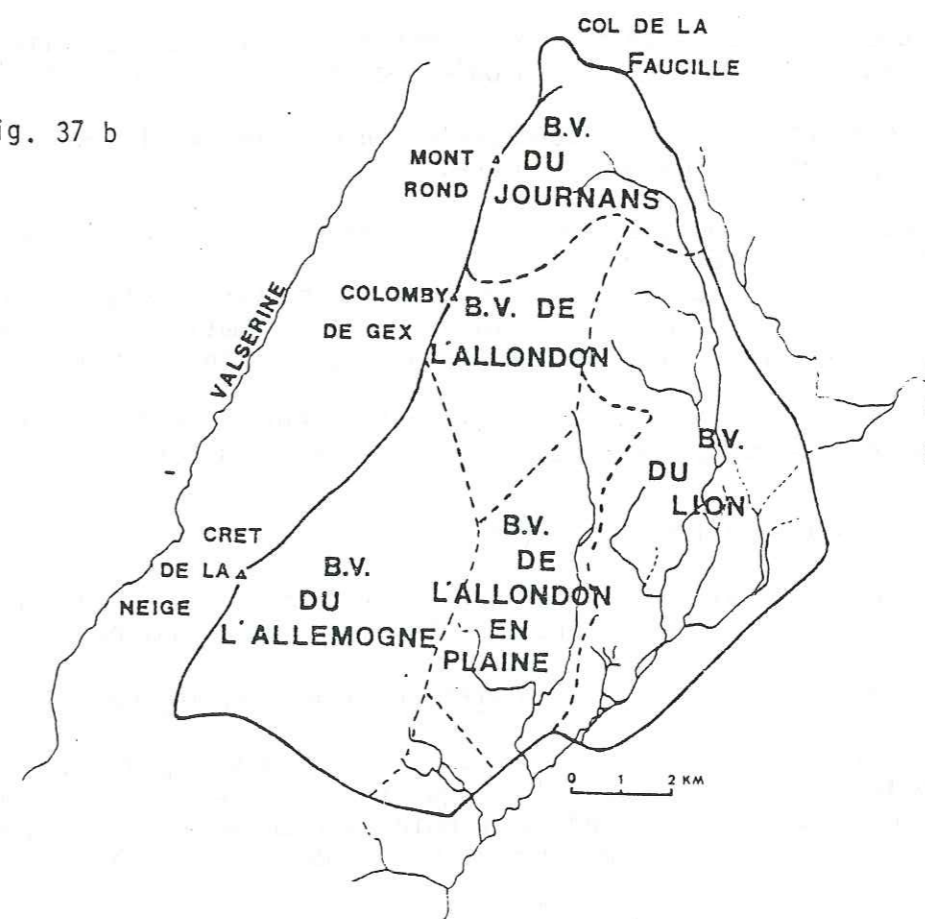 COL DE LA
FAUCILLE
ig. 37 b
B.V.
DU
JOURNANS
MONT
ROND
VALSERINE
COLOMBY
DE GEX
B.V. DE
L'ALLONDON
B.V.
DU
LION
CRET
DE LA
NEIGE
B.V.
DU
L'ALLEMOGNE
B.V.
DE
L'ALLONDON
EN
PLAINE
0 1 2 KM